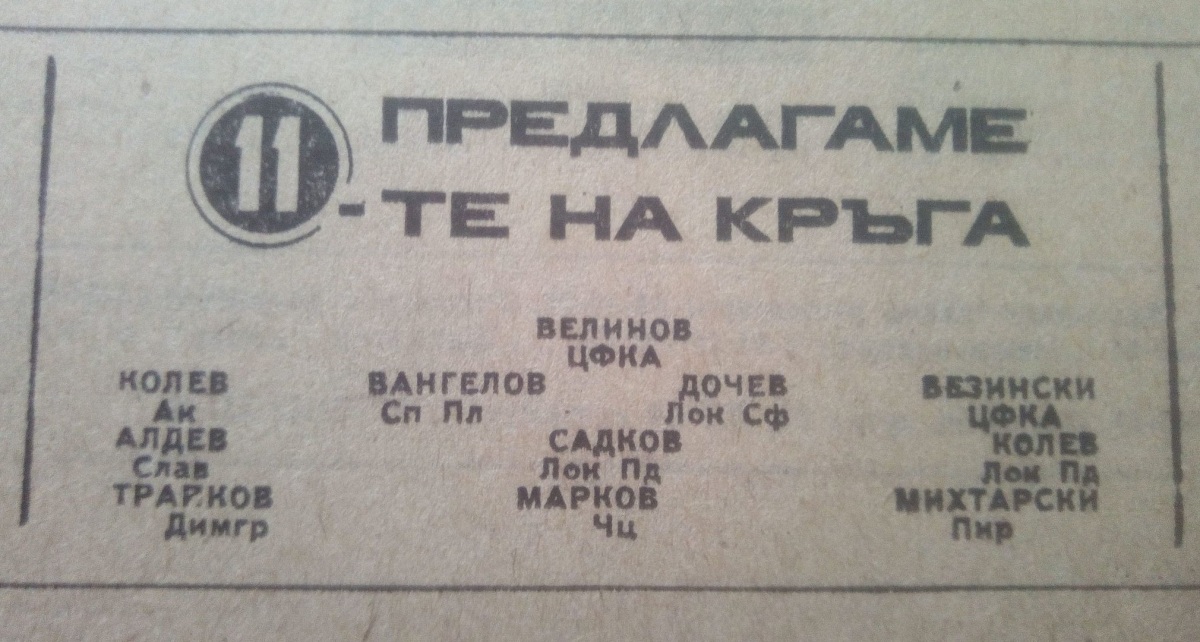 ПРЕДЛАГАМЕ
11-ТЕ НА КРЪГА
ВЕЛИНОВ
ЦФКА
КОЛЕВ ВАНГЕЛОВ ДОЧЕВ ВЕЗИНСКИ
Ак Сп Пл Лок Сф ЦФКА
АЛДЕВ САДКОВ КОЛЕВ
Слав Лок Пд Лок Пд
ТРАЙКОВ МАРКОВ МИХТАРСКИ
Димгр Чц Пир